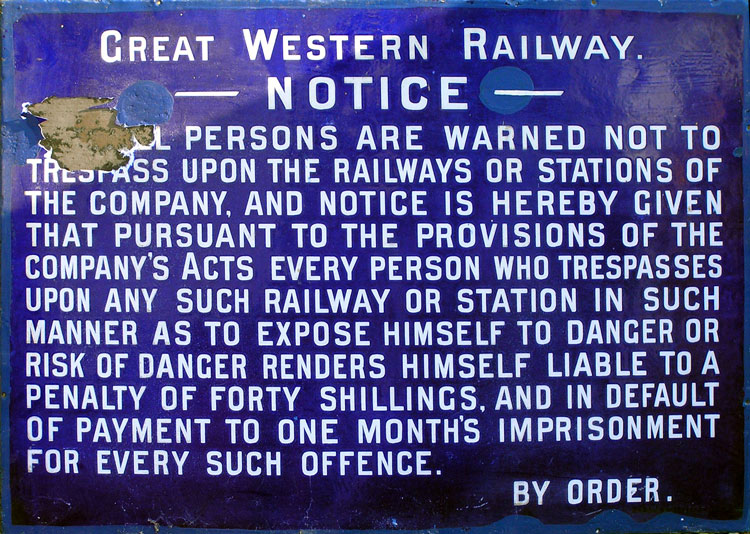 GREAT WESTERN RAILWAY.
— NOTICE —
PERSONS ARE WARNED NOT TO
TRESPASS UPON THE RAILWAYS OR STATIONS OF
THE COMPANY, AND NOTICE IS HEREBY GIVEN
THAT PURSUANT TO THE PROVISIONS OF THE
COMPANY'S ACTS EVERY PERSON WHO TRESPASSES
UPON ANY SUCH RAILWAY OR STATION IN SUCH
MANNER AS TO EXPOSE HIMSELF TO DANGER OR
RISK OF DANGER RENDERS HIMSELF LIABLE TO A
PENALTY OF FORTY SHILLINGS, AND IN DEFAULT
OF PAYMENT TO ONE MONTH'S IMPRISONMENT
FOR EVERY SUCH OFFENCE.
BY ORDER.